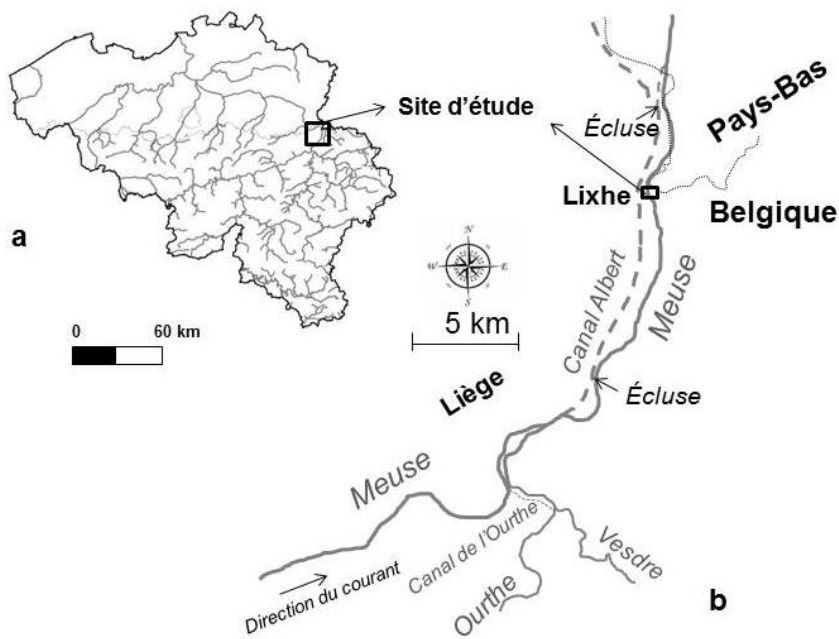 Site d'étude
a
0 60 km
N
W E
S
5 km
Écluse
Pays-Bas
Lixhe
Belgique
Canal Albert
Meuse
Écluse
Liège
Meuse
Canal de l'Ourthe
Vesdre
Ourthe
Direction du courant
b